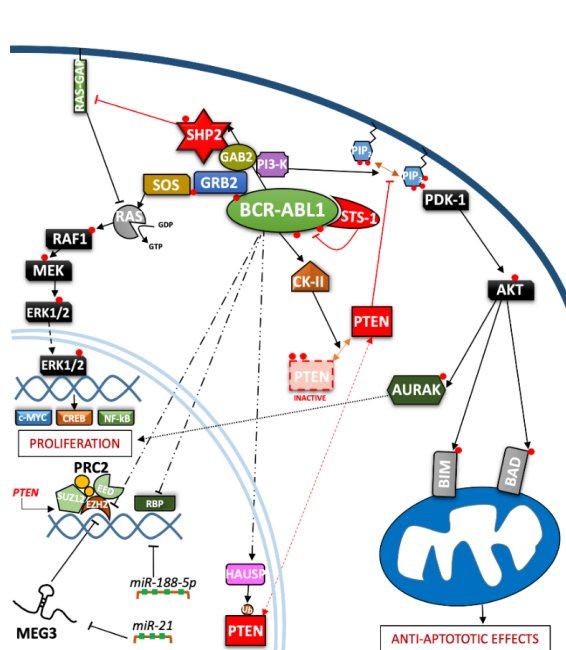 RAS-GAP
SHP2
GAB2
PI3-K
PIP
PIP
SOS
GRB2
BCR-ABL1
STS-1
PDK-1
RAS
GDP
GTP
RAF1
MEK
ERK1/2
CK-II
AKT
PTEN
PTEN
INACTIVE
ERK1/2
AURAK
c-MYC
CREB
NF-kB
PROLIFERATION
BIM
BAD
PRC2
PTEN
SUZ12
EED
EZH2
RBP
HAUSP
miR-188-5p
Ub
PTEN
MEG3
miR-21
ANTI-APTOTOTIC EFFECTS